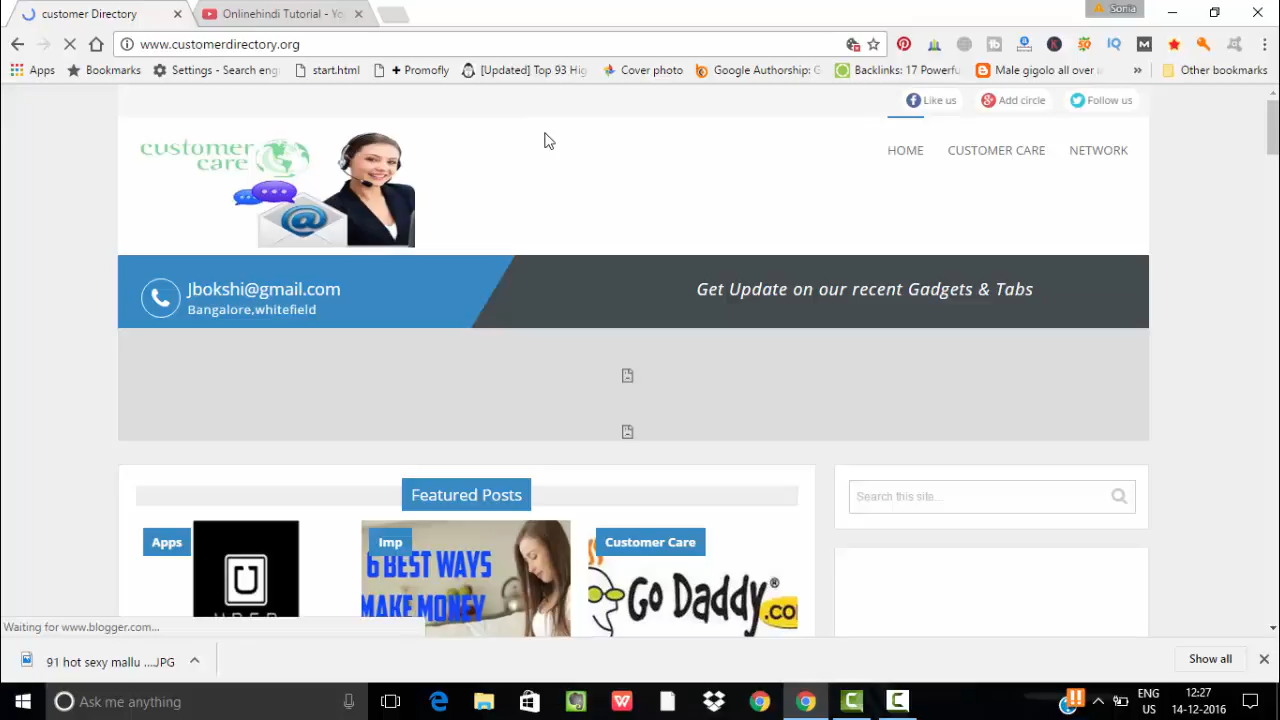 customer Directory
Onlinehindi Tutorial - Yo
Sonia
www.customerdirectory.org
Apps
Bookmarks
Settings - Search eng
start.html
+ Promofly
[Updated] Top 93 Hig
Cover photo
Google Authorship: G
Backlinks: 17 Powerfu
Male gigolo all over i
»
Other bookmarks
Like us
Add circle
Follow us
customer
care
HOME
CUSTOMER CARE
NETWORK
Jbokshi@gmail.com
Bangalore,whitefield
Get Update on our recent Gadgets & Tabs
Featured Posts
Search this site...
Apps
Imp
Customer Care
6 BEST WAYS
MAKE MONEY
Go Daddy®
.co
Waiting for www.blogger.com...
91 hot sexy mallu ....JPG
Show all
Ask me anything
ENG
US
12:27
14-12-2016